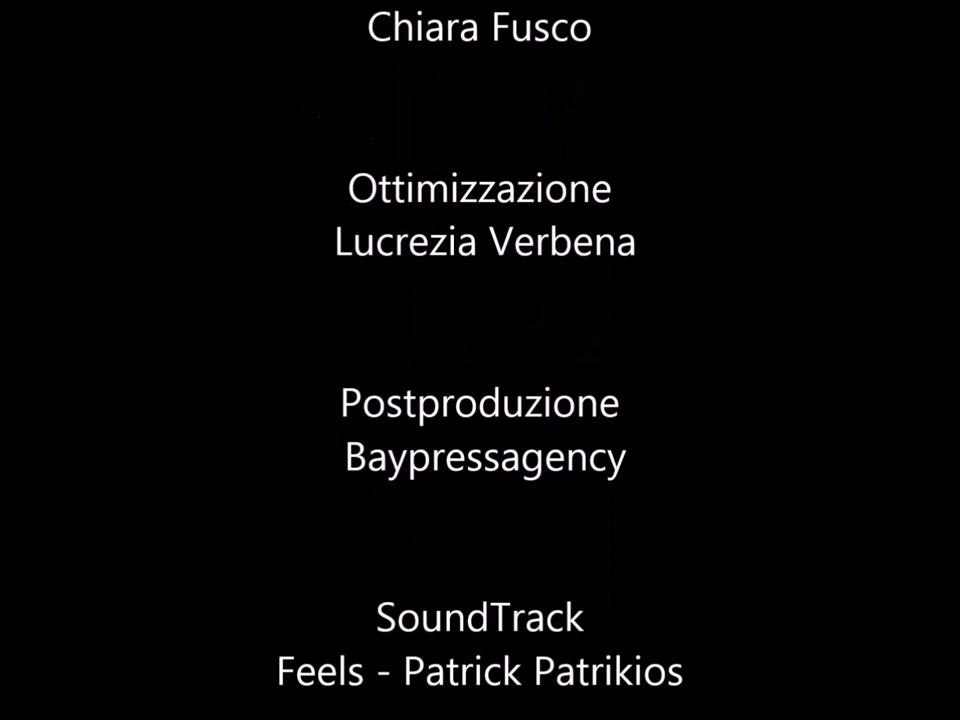 Chiara Fusco
Ottimizzazione
Lucrezia Verbena
Postproduzione
Baypressagency
SoundTrack
Feels - Patrick Patrikios